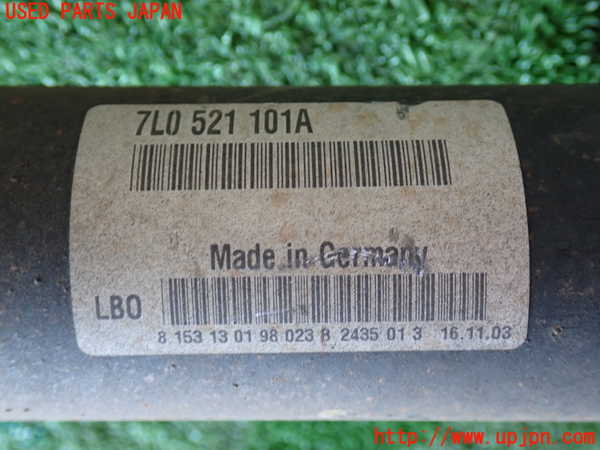 USED PARTS JAPAN
7L0 521 101A
Made in Germany
LBO
8 153 13 01 98 023 B 2435 01 3 16.11.03
http://www.upjpn.com/